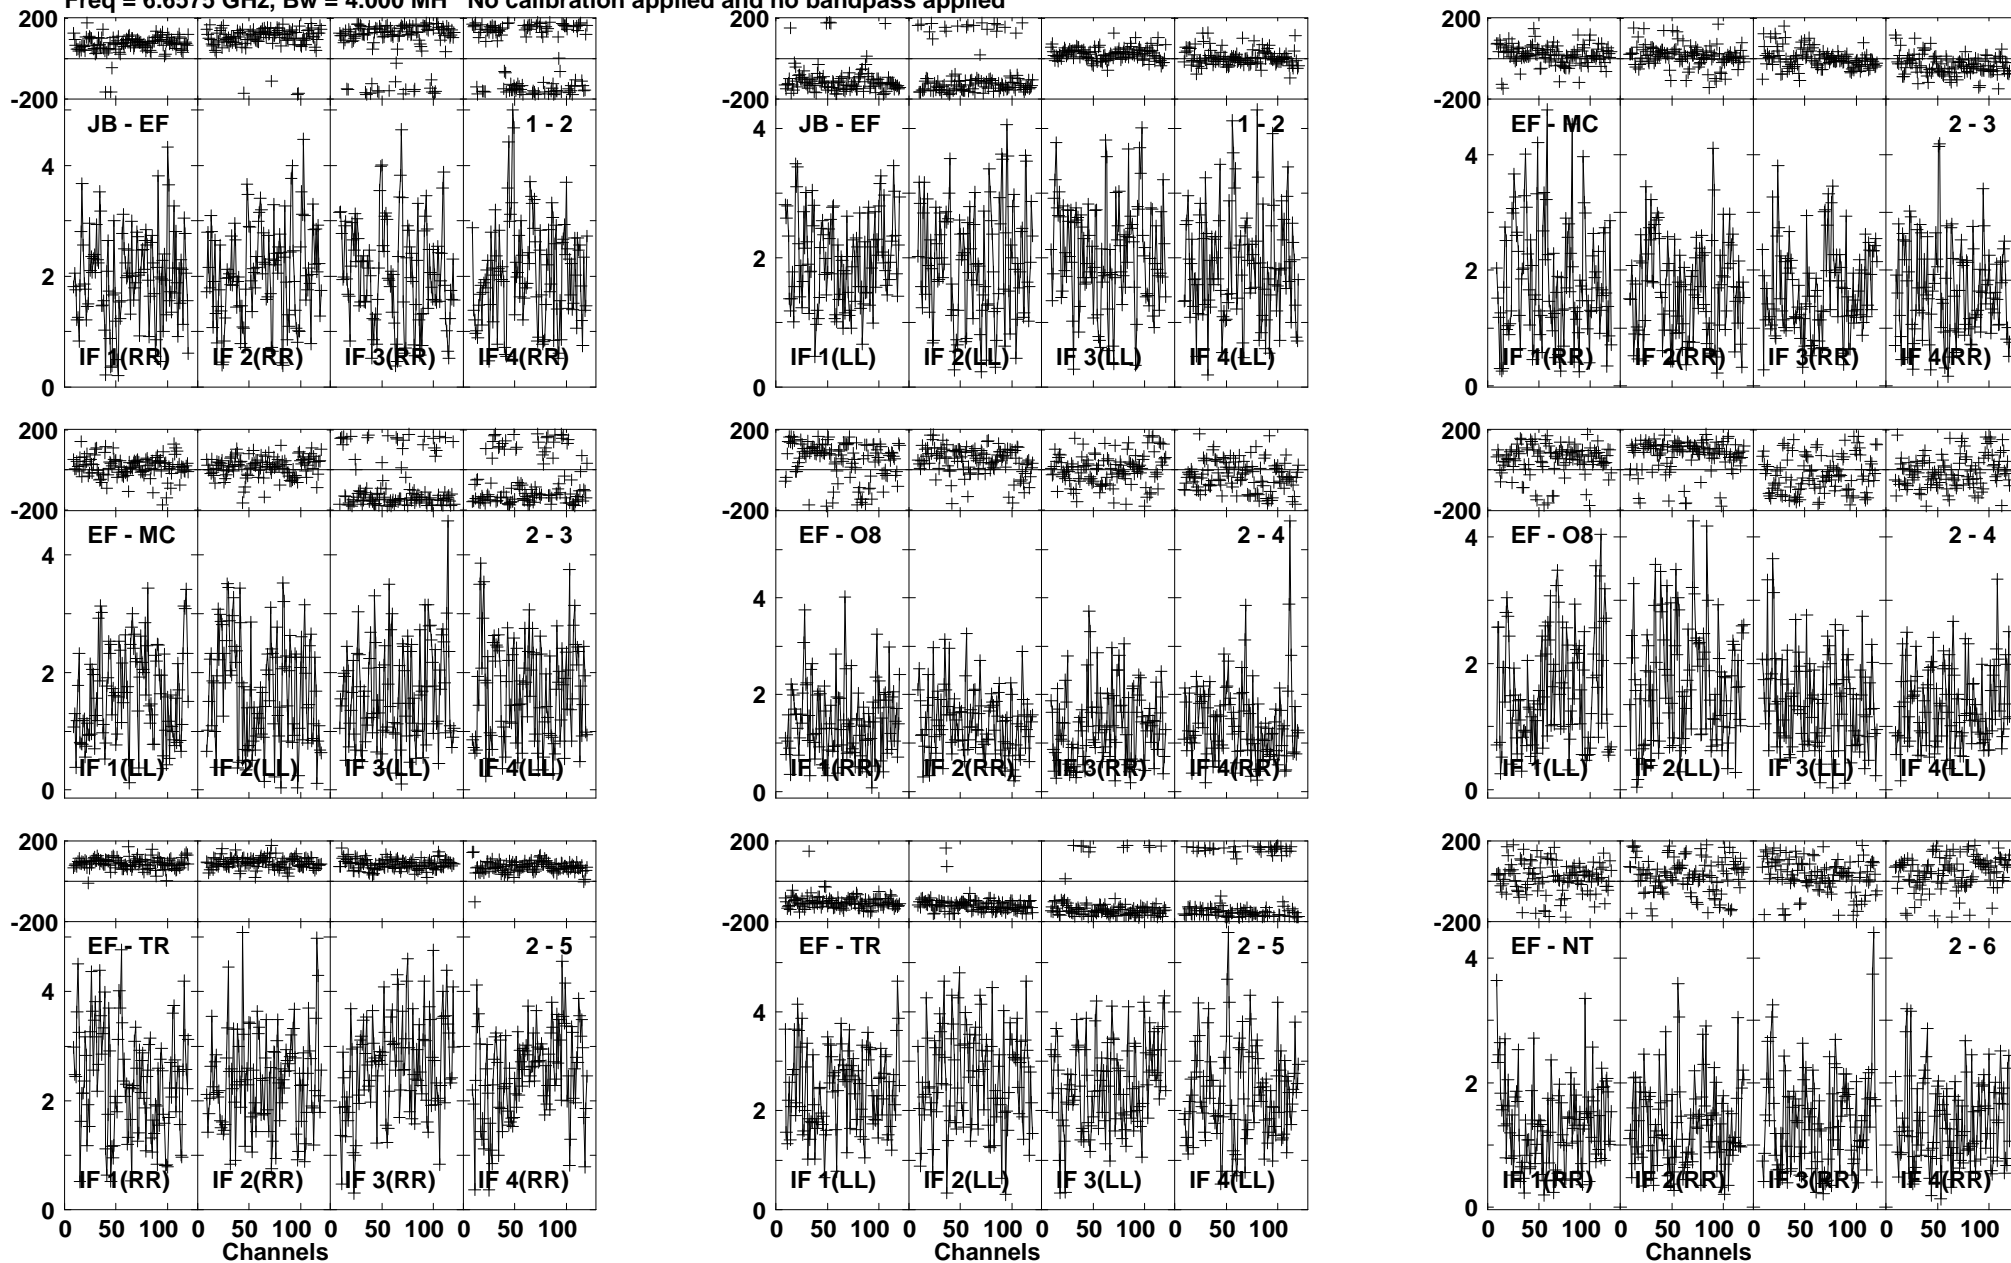 Freq = 6.6575 GHz, Bw = 4.000 MH No calibration applied and no bandpass applied
200 200 200
-200 -200 -200
JB - EF 1 - 2 JB - EF 1 - 2 EF - MC 2 - 3
4 4 4
2 2 2
IF 1(RR) IF 2(RR) IF 3(RR) IF 4(RR) IF 1(LL) IF 2(LL) IF 3(LL) IF 4(LL) IF 1(RR) IF 2(RR) IF 3(RR) IF 4(RR)
0 0 0
200 200 200
-200 -200 -200
EF - MC 2 - 3 EF - O8 2 - 4 EF - O8 2 - 4
4 4 4
2 2 2
IF 1(LL) IF 2(LL) IF 3(LL) IF 4(LL) IF 1(RR) IF 2(RR) IF 3(RR) IF 4(RR) IF 1(LL) IF 2(LL) IF 3(LL) IF 4(LL)
0 0 0
200 200 200
-200 -200 -200
EF - TR 2 - 5 EF - TR 2 - 5 EF - NT 2 - 6
4 4 4
2 2 2
IF 1(RR) IF 2(RR) IF 3(RR) IF 4(RR) IF 1(LL) IF 2(LL) IF 3(LL) IF 4(LL) IF 1(RR) IF 2(RR) IF 3(RR) IF 4(RR)
0 0 0
0 50 100 0 50 100 0 50 100 0 50 100 0 50 100 0 50 100 0 50 100 0 50 100 0 50 100 0 50 100 0 50 100 0 50 100
Channels Channels Channels